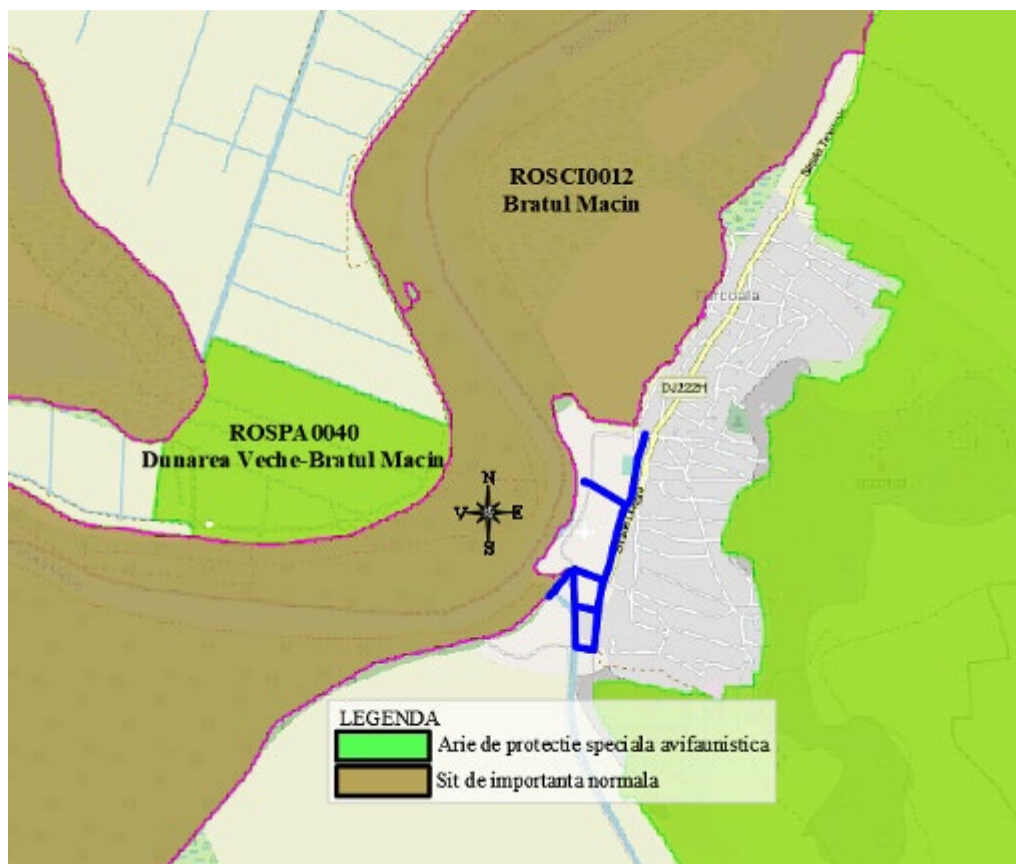 ROSCI0012
Bratul Macin
Turcoaia
DJ222H
ROSPA0040
Dunarea Veche-Bratul Macin
N
V E
S
LEGENDA
Arie de protectie speciala avifaunistica
Sit de importanta normala